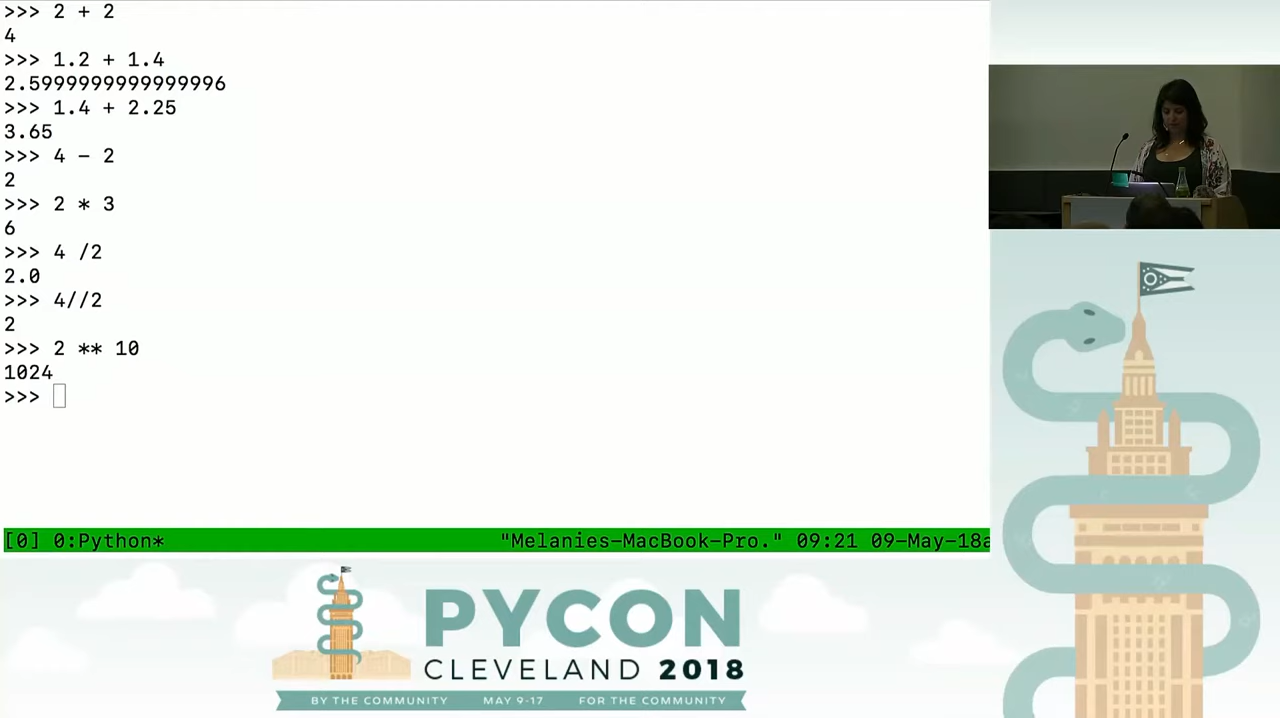 >>> 2 + 2
4
>>> 1.2 + 1.4
2.5999999999999996
>>> 1.4 + 2.25
3.65
>>> 4 - 2
2
>>> 2 * 3
6
>>> 4 /2
2.0
>>> 4//2
2
>>> 2 ** 10
1024
>>>
[0] 0:Python* "Melanies-MacBook-Pro." 09:21 09-May-18a
PYCON
CLEVELAND 2018
BY THE COMMUNITY MAY 9-17 FOR THE COMMUNITY